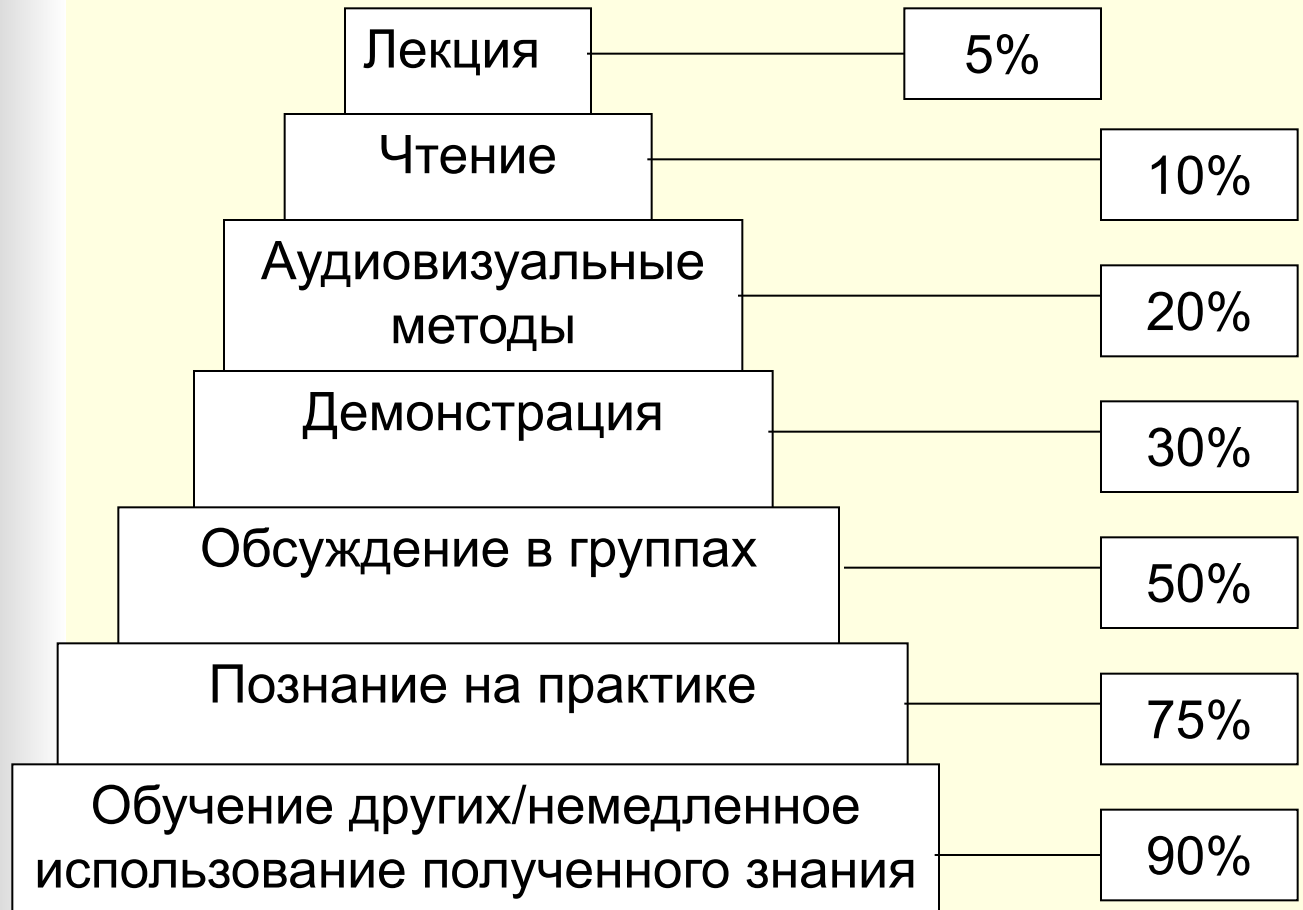 Лекция
5%
Чтение
10%
Аудиовизуальные
методы
20%
Демонстрация
30%
Обсуждение в группах
50%
Познание на практике
75%
Обучение других/немедленное
использование полученного знания
90%